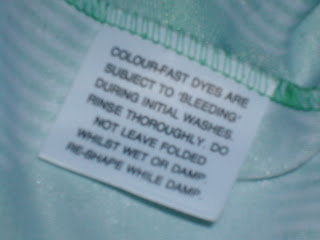 COLOUR-FAST DYES ARE
SUBJECT TO "BLEEDING"
DURING INITIAL WASHES.
RINSE THOROUGHLY. DO
NOT LEAVE FOLDED
WHILST WET OR DAMP
RE-SHAPE WHILE DAMP.